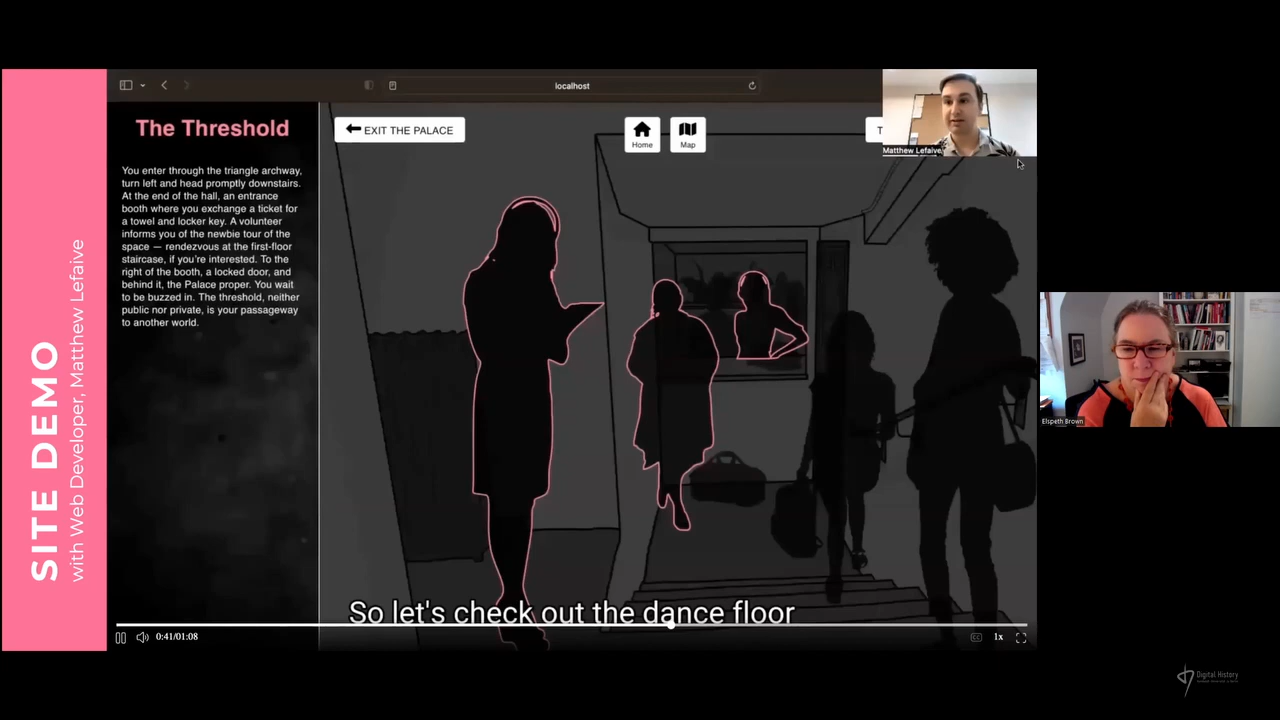 SITE DEMO
with Web Developer, Matthew Lefaive
localhost
The Threshold
You enter through the triangle archway,
turn left and head promptly downstairs.
At the end of the hall, an entrance
booth where you exchange a ticket for
a towel and locker key. A volunteer
informs you of the newbie tour of the
space — rendezvous at the first-floor
staircase, if you're interested. To the
right of the booth, a locked door, and
behind it, the Palace proper. You wait
to be buzzed in. The threshold, neither
public nor private, is your passageway
to another world.
EXIT THE PALACE
Home
Map
T
Matthew Lefaive
Elspeth Brown
So let's check out the dance floor
0:41/01:08
CC
1x
Digital History